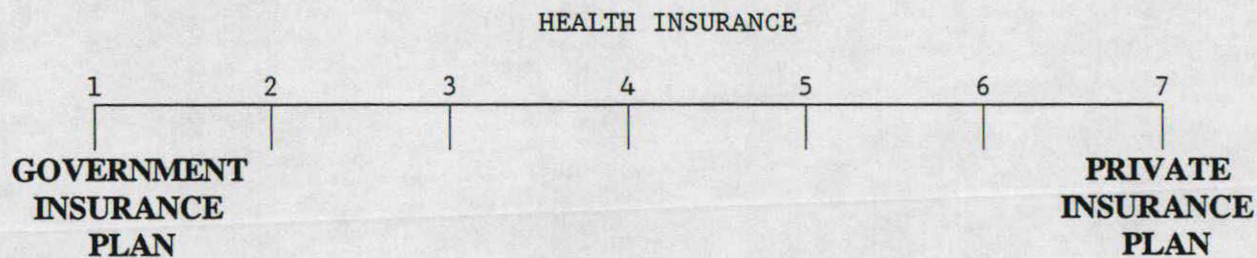 HEALTH INSURANCE
1 2 3 4 5 6 7
GOVERNMENT
INSURANCE
PLAN
PRIVATE
INSURANCE
PLAN